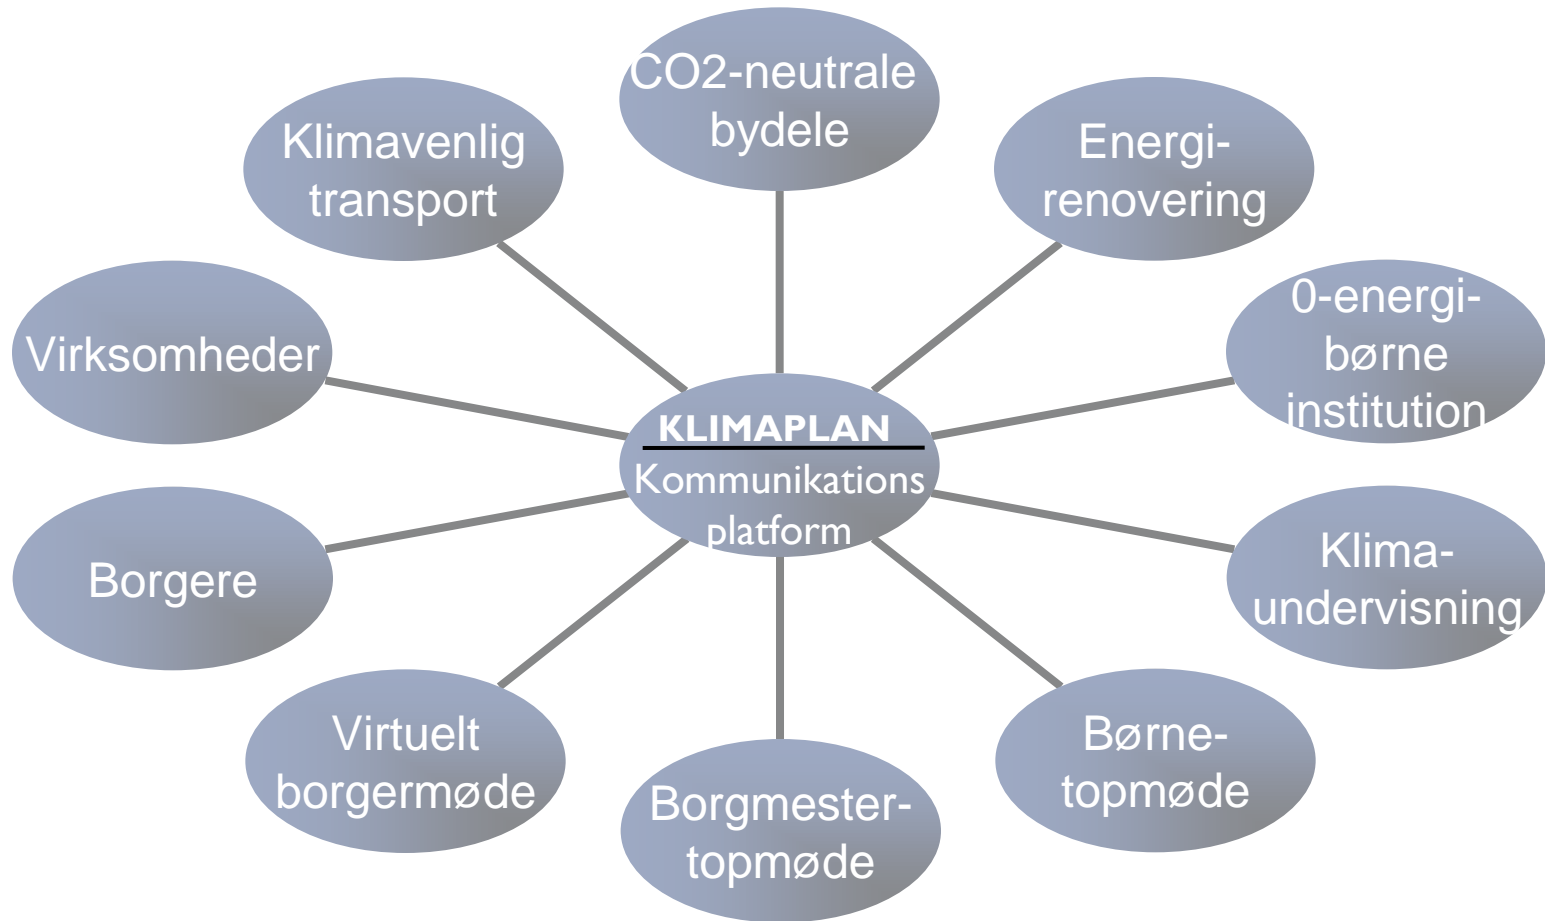 CO2-neutrale
bydele
Klimavenlig
transport
Energi-
renovering
Virksomheder
0-energi-
børne
institution
KLIMAPLAN
Kommunikations
platform
Borgere
Klima-
undervisning
Virtuelt
borgermøde
Borgmester-
topmøde
Børne-
topmøde